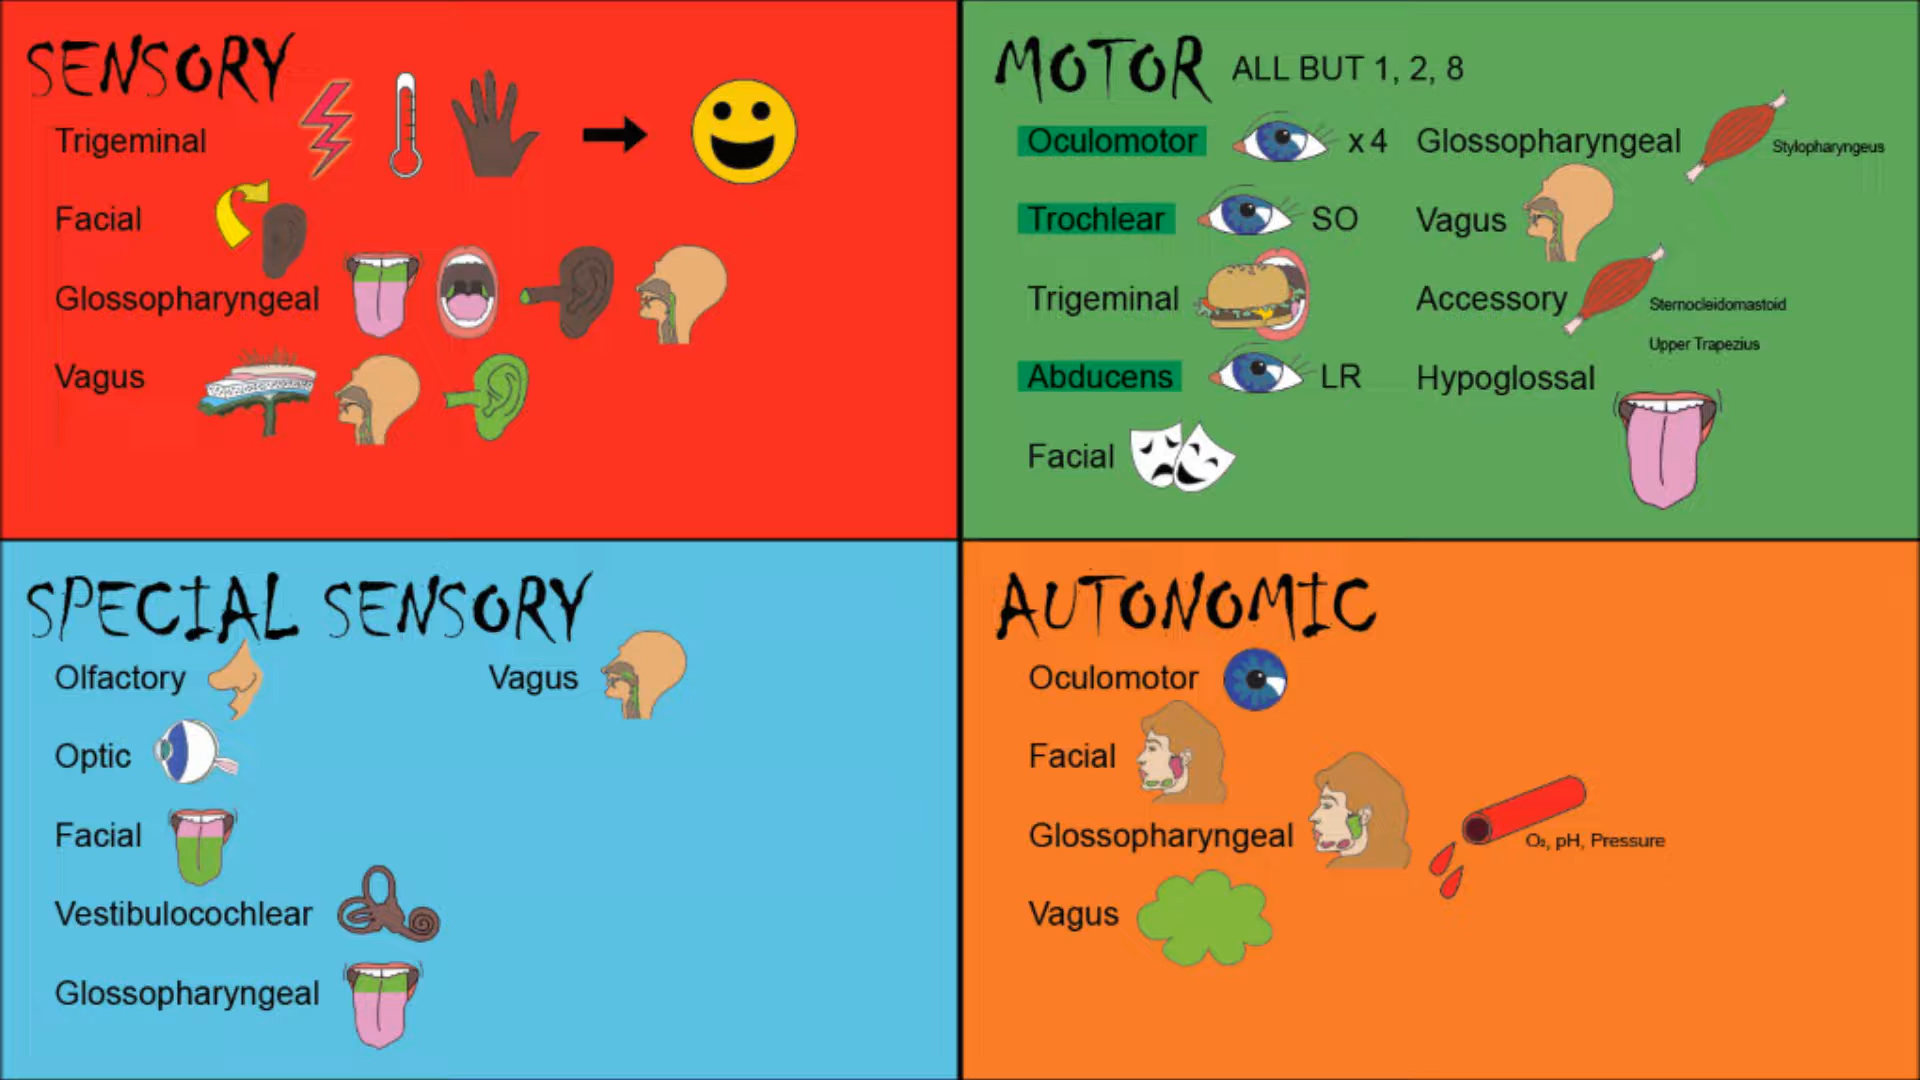 SENSORY
Trigeminal
Facial
Glossopharyngeal
Vagus
MOTOR ALL BUT 1, 2, 8
Oculomotor x 4
Trochlear SO
Trigeminal
Abducens LR
Facial
Glossopharyngeal Stylopharyngeus
Vagus
Accessory Sternocleidomastoid
Upper Trapezius
Hypoglossal
SPECIAL SENSORY
Olfactory
Optic
Facial
Vestibulocochlear
Glossopharyngeal
Vagus
AUTONOMIC
Oculomotor
Facial
Glossopharyngeal O₂, pH, Pressure
Vagus